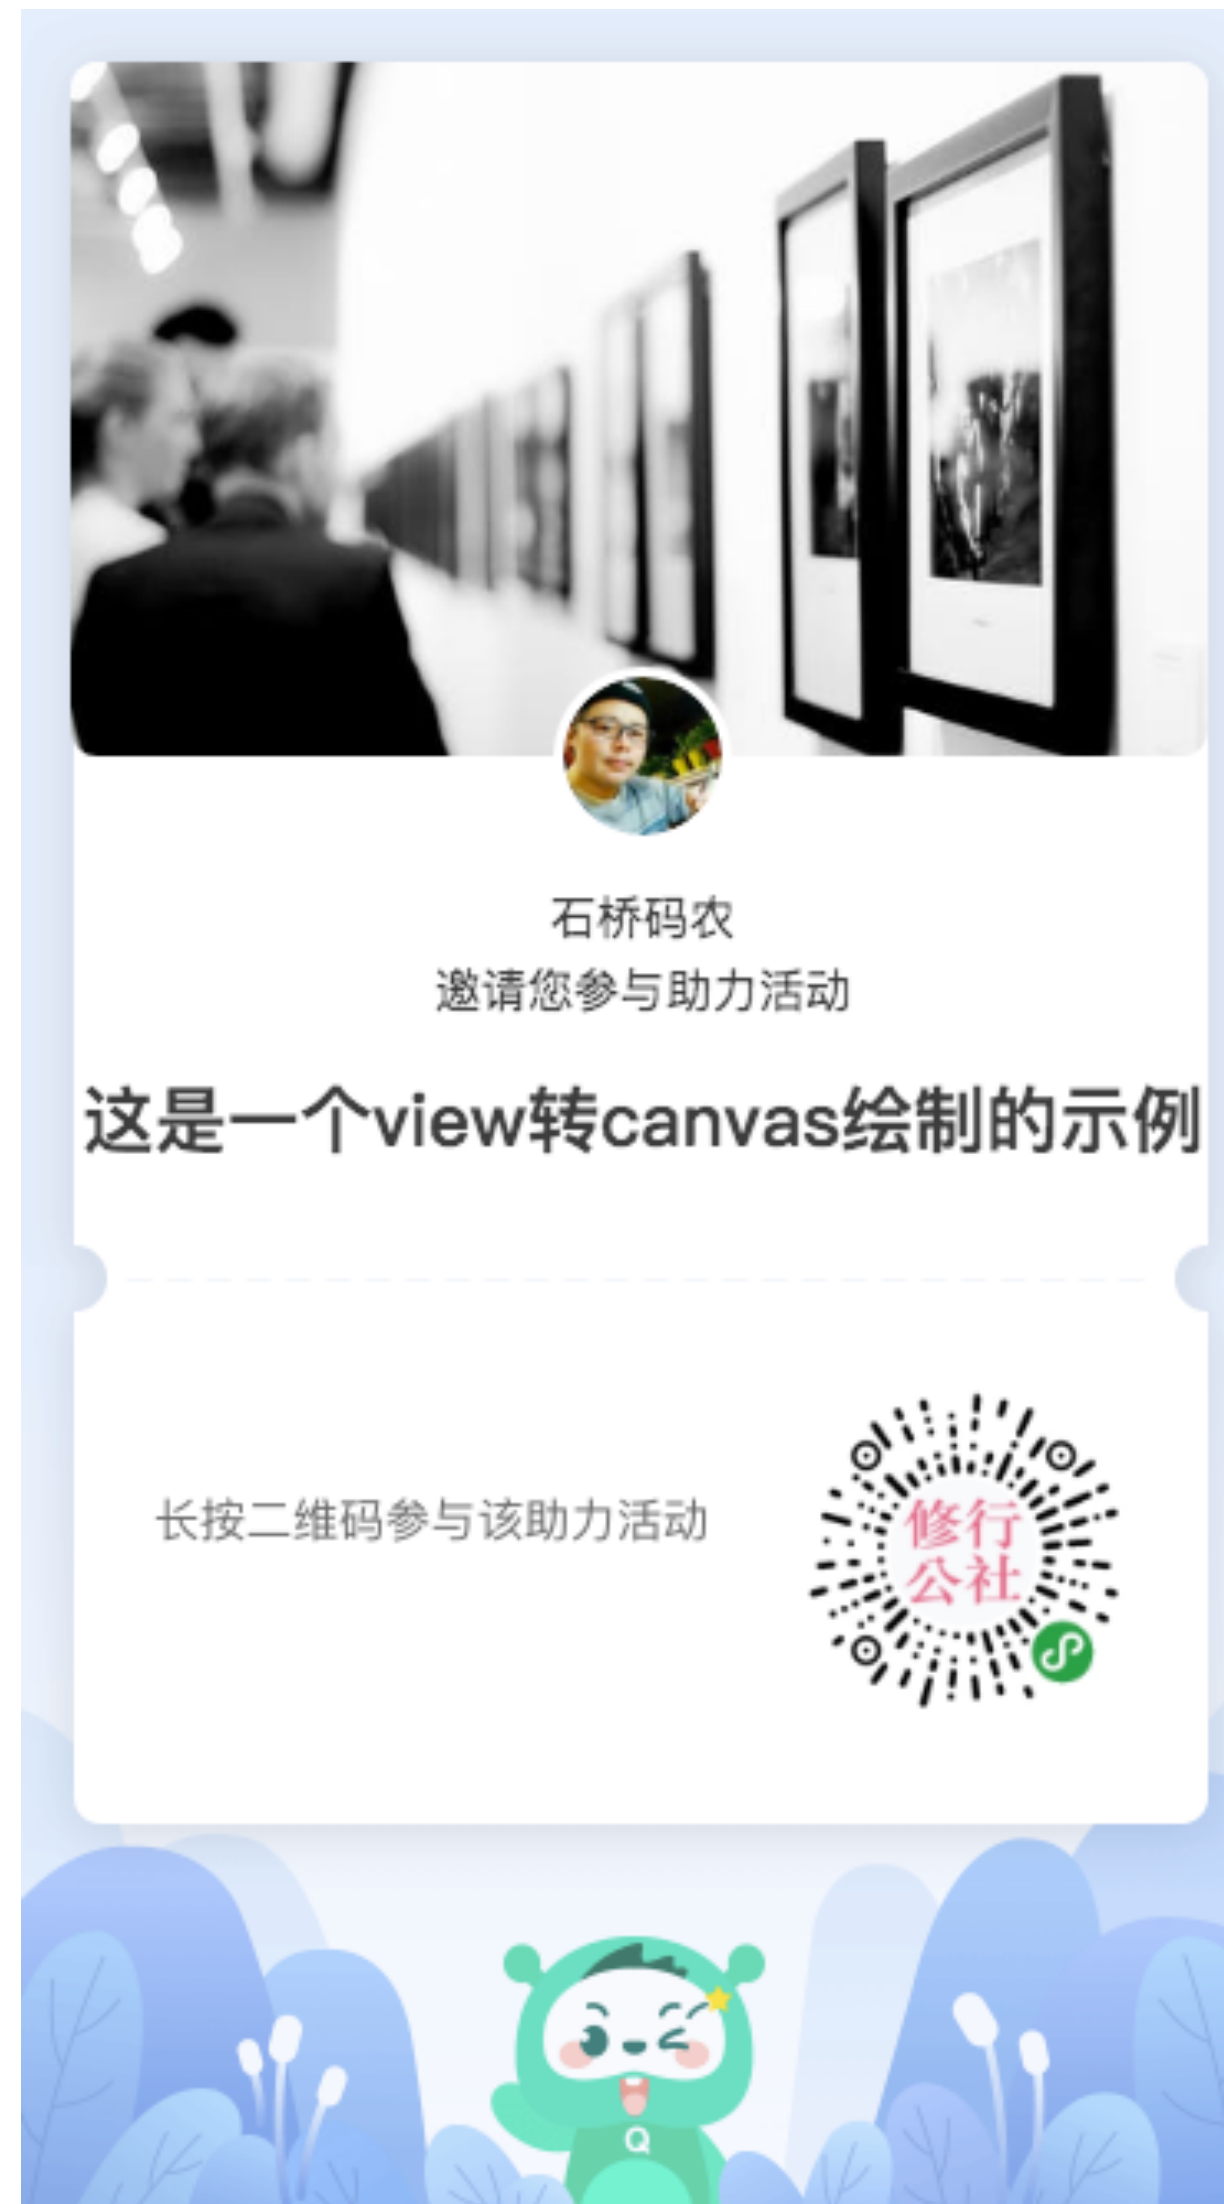 石桥码农
邀请您参与助力活动
这是一个view转canvas绘制的示例
长按二维码参与该助力活动
修行
公社
Q